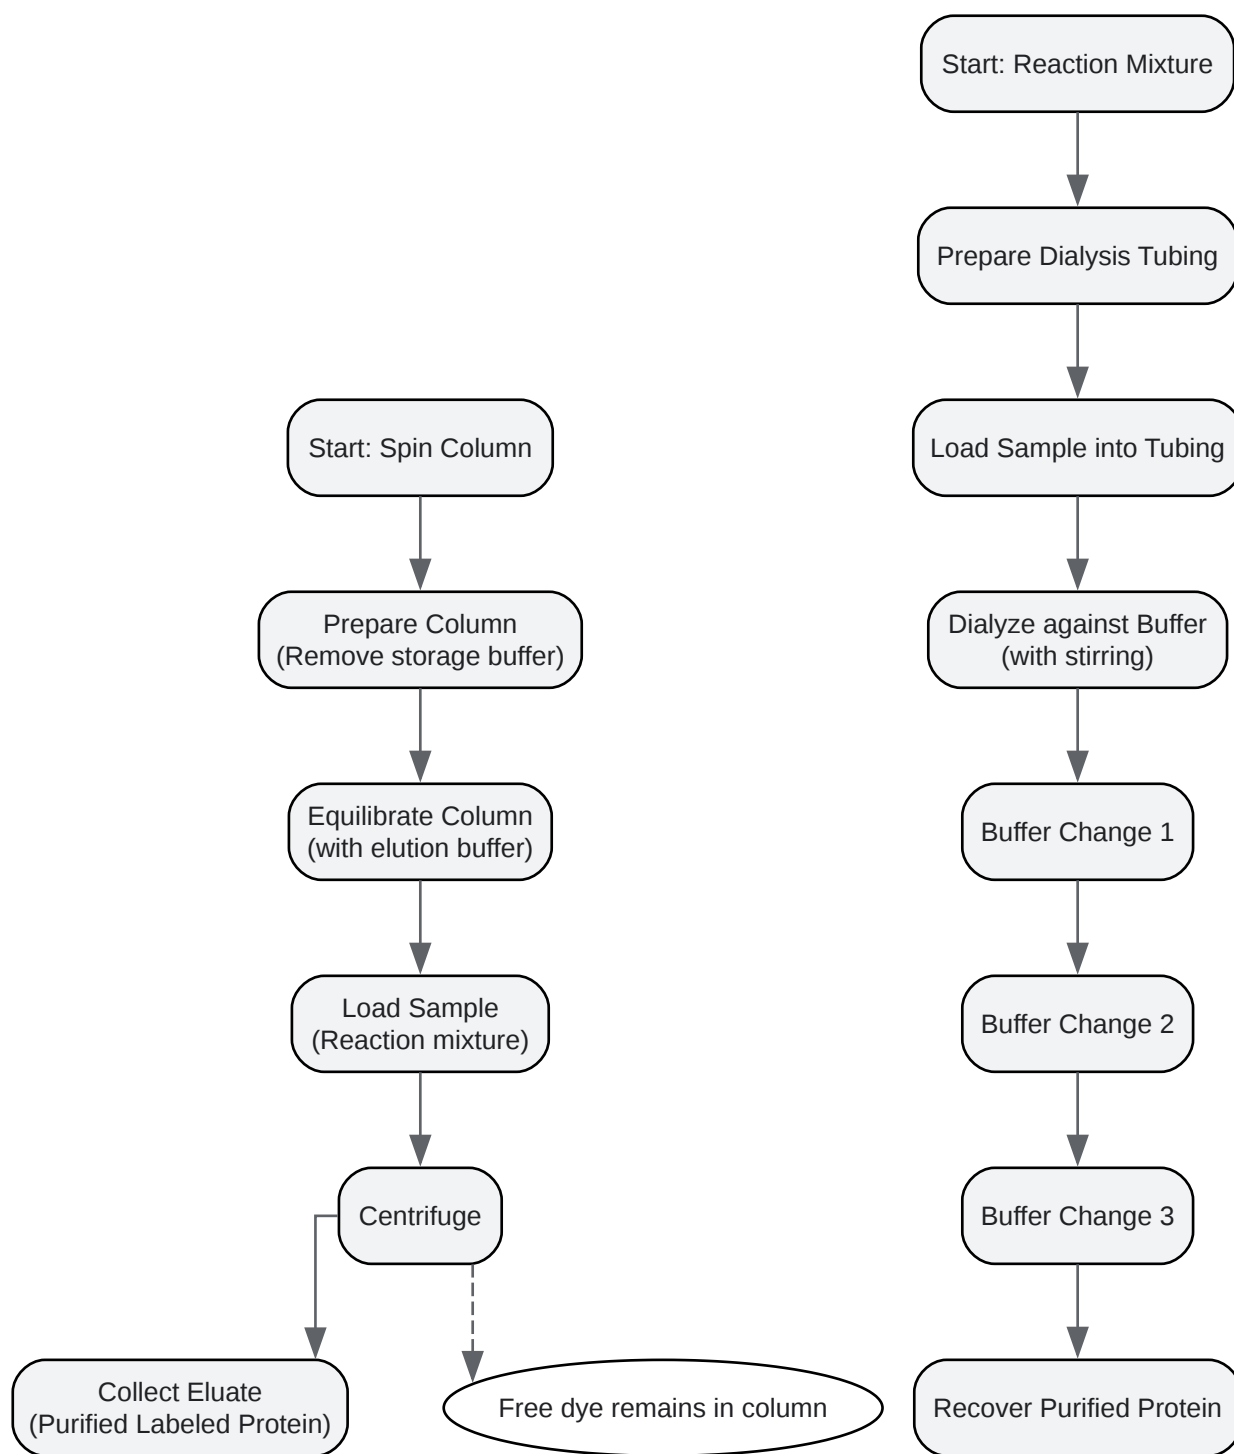 Start: Spin Column
Prepare Column
(Remove storage buffer)
Equilibrate Column
(with elution buffer)
Load Sample
(Reaction mixture)
Centrifuge
Collect Eluate
(Purified Labeled Protein)
Free dye remains in column
Start: Reaction Mixture
Prepare Dialysis Tubing
Load Sample into Tubing
Dialyze against Buffer
(with stirring)
Buffer Change 1
Buffer Change 2
Buffer Change 3
Recover Purified Protein